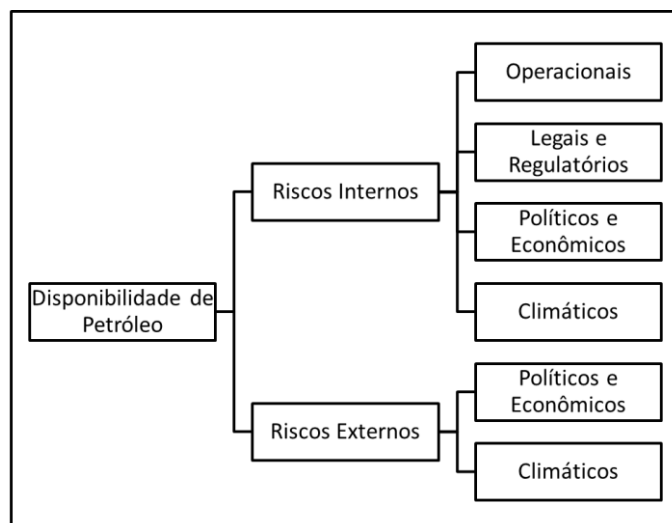 Operacionais
Legais e
Regulatórios
Riscos Internos
Políticos e
Econômicos
Disponibilidade de
Petróleo
Climáticos
Políticos e
Econômicos
Riscos Externos
Climáticos